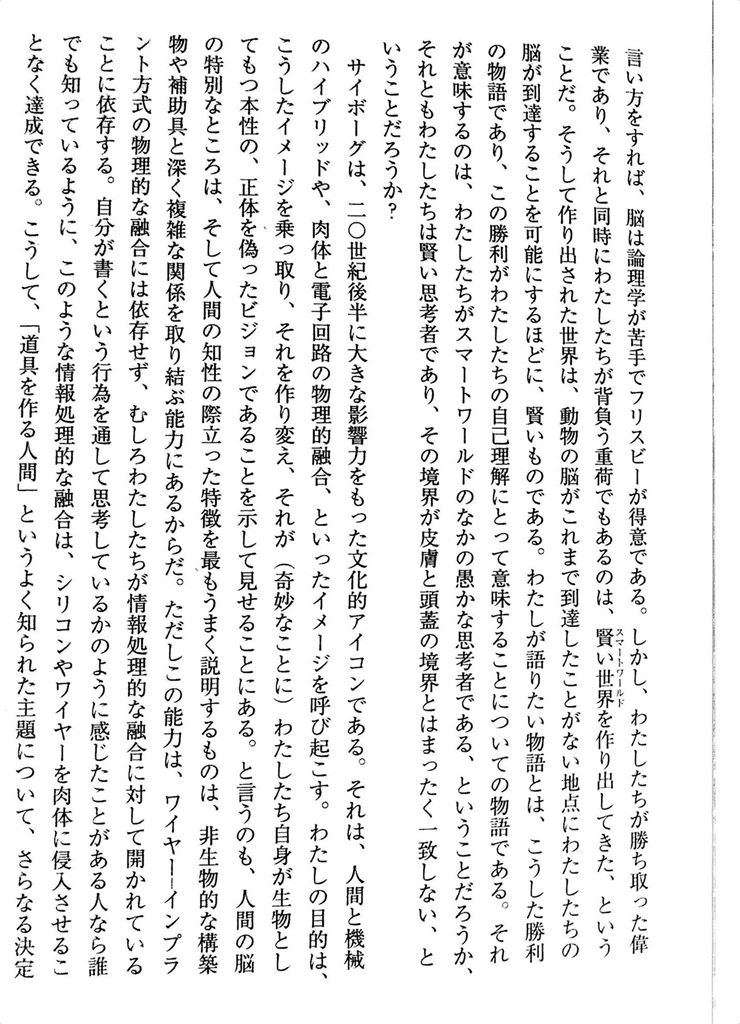 言い方をすれば、脳は論理学が苦手でフリスビーが得意である。しかし、わたしたちが勝ち取った偉
業であり、それと同時にわたしたちが背負う重荷でもあるのは、賢い世界を作り出してきた、という
スマートワールド
ことだ。そうして作り出された世界は、動物の脳がこれまで到達したことがない地点にわたしたちの
脳が到達することを可能にするほどに、賢いものである。わたしが語りたい物語とは、こうした勝利
の物語であり、この勝利がわたしたちの自己理解にとって意味することについての物語である。それ
が意味するのは、わたしたちがスマートワールドのなかの愚かな思考者である、ということだろうか、
それともわたしたちは賢い思考者であり、その境界が皮膚と頭蓋の境界とはまったく一致しない、と
いうことだろうか?
サイボーグは、二〇世紀後半に大きな影響力をもった文化的アイコンである。それは、人間と機械
のハイブリッドや、肉体と電子回路の物理的融合、といったイメージを呼び起こす。わたしの目的は、
こうしたイメージを乗っ取り、それを作り変え、それが(奇妙なことに)わたしたち自身が生物とし
てもつ本性の、正体を偽ったビジョンであることを示して見せることにある。と言うのも、人間の脳
の特別なところは、そして人間の知性の際立った特徴を最もうまく説明するものは、非生物的な構築
物や補助具と深く複雑な関係を取り結ぶ能力にあるからだ。ただしこの能力は、ワイヤー–インプラ
ント方式の物理的な融合には依存せず、むしろわたしたちが情報処理的な融合に対して開かれている
ことに依存する。自分が書くという行為を通して思考しているかのように感じたことがある人なら誰
でも知っているように、このような情報処理的な融合は、シリコンやワイヤーを肉体に侵入させるこ
となく達成できる。こうして、「道具を作る人間」というよく知られた主題について、さらなる決定